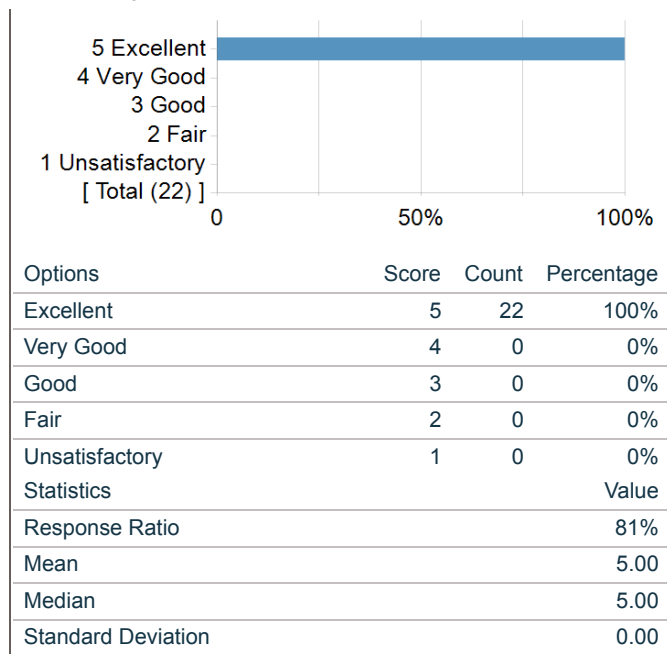 5 Excellent
4 Very Good
3 Good
2 Fair
1 Unsatisfactory
[ Total (22) ]
0 50% 100%
Options Score Count Percentage
Excellent 5 22 100%
Very Good 4 0 0%
Good 3 0 0%
Fair 2 0 0%
Unsatisfactory 1 0 0%
Statistics Value
Response Ratio 81%
Mean 5.00
Median 5.00
Standard Deviation 0.00